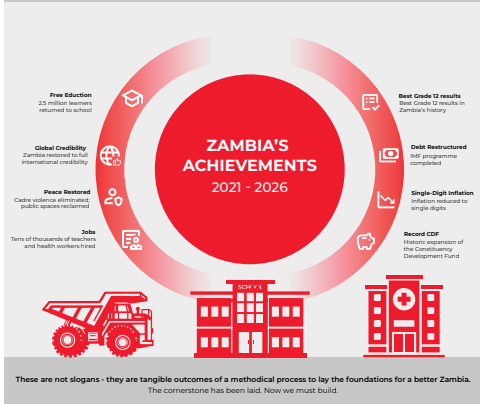 Free Eduction
2.5 million learners
returned to school
Global Credibility
Zambia restored to full
international credibility
Peace Restored
Cadre violence eliminated;
public spaces reclaimed
Jobs
Tens of thousands of teachers
and health workers hired
ZAMBIA'S
ACHIEVEMENTS
2021 - 2026
Best Grade 12 results
Best Grade 12 results in
Zambia's history
Debt Restructured
IMF programme
completed
Single-Digit Inflation
Inflation reduced to
single digits
Record CDF
Historic expansion of
the Constituency
Development Fund
SCHOOL
These are not slogans - they are tangible outcomes of a methodical process to lay the foundations for a better Zambia.
The cornerstone has been laid. Now we must build.